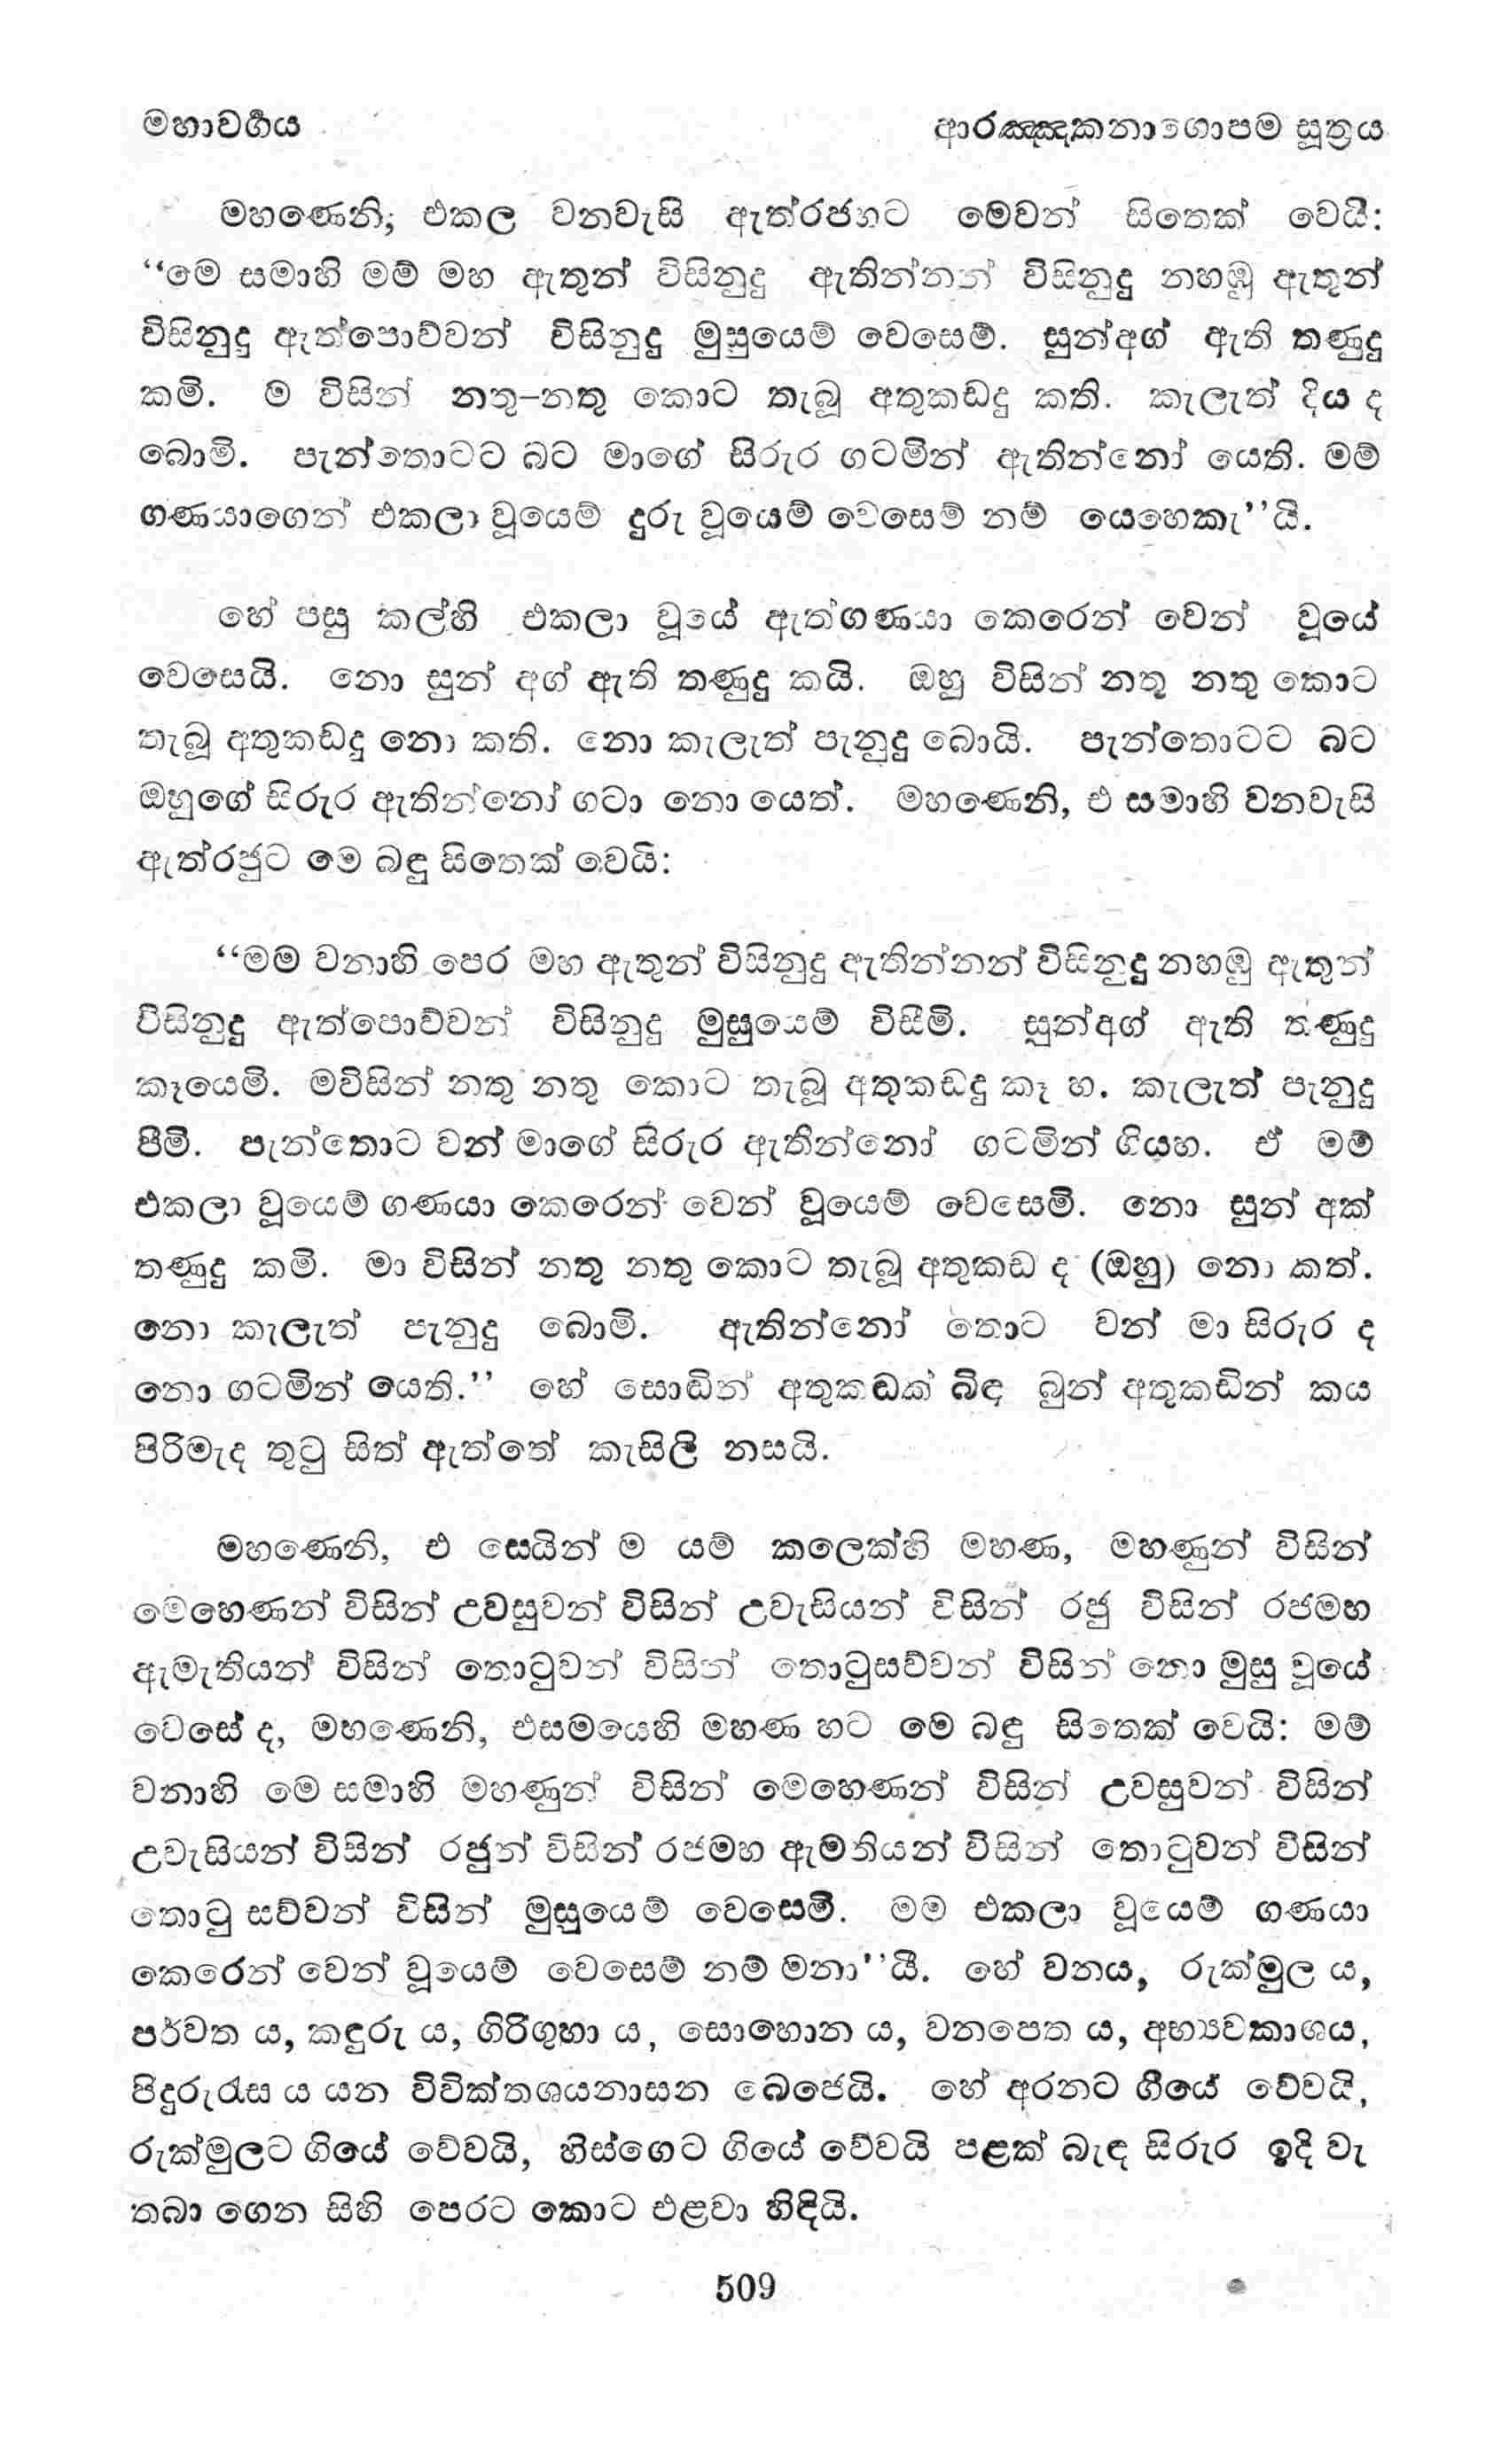 මහාවර්‍ගය
ආරඤ්ඤකනාගොපම සූත්‍රය
මහණෙනි, එකල වනවැසි ඇත්රජහට මෙවන් සිතෙක් වෙයි:
“මෙ සමාහි මම් මහ ඇතුන් විසිනුදු ඇතින්නන් විසිනුදු නහඹු ඇතුන්
විසිනුදු ඇත්පොව්වන් විසිනුදු මුසුයෙම් වෙසෙම්. සුන්අග් ඇති තණුදු
කමි. ම විසින් නතු–නතු කොට තැබූ අතුකඩදු කති. කැලැත් දිය ද
බොමි. පැන්තොටට බට මාගේ සිරුර ගටමින් ඇතින්නෝ යෙති. මම්
ගණයාගෙන් එකලා වූයෙම් දුරු වූයෙම් වෙසෙම් නම් යෙහෙකැ”යි.
හේ පසු කල්හි එකලා වූයේ ඇත්ගණයා කෙරෙන් වෙන් වූයේ
වෙසෙයි. නො සුන් අග් ඇති තණුදු කයි. ඔහු විසින් නතු නතු කොට
තැබූ අතුකඩදු නො කති. නො කැලැත් පැනුදු බොයි. පැන්තොටට බට
ඔහුගේ සිරුර ඇතින්නෝ ගටා නො යෙත්. මහණෙනි, එ සමාහි වනවැසි
ඇත්රජුට මෙ බඳු සිතෙක් වෙයි:
“මම වනාහි පෙර මහ ඇතුන් විසිනුදු ඇතින්නන් විසිනුදු නහඹු ඇතුන්
විසිනුදු ඇත්පොව්වන් විසිනුදු මුසුයෙම් විසීමි. සුන්අග් ඇති තණුදු
කෑයෙමි. මවිසින් නතු නතු කොට තැබූ අතුකඩදු කෑ හ. කැලැත් පැනුදු
පීමි. පැන්තොට වන් මාගේ සිරුර ඇතින්නෝ ගටමින් ගියහ. ඒ මම්
එකලා වූයෙම් ගණයා කෙරෙන් වෙන් වූයෙම් වෙසෙමි. නො සුන් අක්
තණුදු කමි. මා විසින් නතු නතු කොට තැබූ අතුකඩ ද (ඔහු) නො කත්.
නො කැලැත් පැනුදු බොමි. ඇතින්නෝ තොට වන් මා සිරුර ද
නො ගටමින් යෙති.” හේ සොඬින් අතුකඩක් බිඳ බුන් අතුකඩින් කය
පිරිමැද තුටු සිත් ඇත්තේ කැසිලි නසයි.
මහණෙනි, එ සෙයින් ම යම් කලෙක්හි මහණ, මහණුන් විසින්
මෙහෙණන් විසින් උවසුවන් විසින් උවැසියන් විසින් රජු විසින් රජමහ
ඇමැතියන් විසින් තොටුවන් විසින් තොටුසව්වන් විසින් නො මුසු වූයේ
වෙසේ ද, මහණෙනි, එසමයෙහි මහණ හට මෙ බඳු සිතෙක් වෙයි: මම්
වනාහි මෙ සමාහි මහණුන් විසින් මෙහෙණන් විසින් උවසුවන් විසින්
උවැසියන් විසින් රජුන් විසින් රජමහ ඇමතියන් විසින් තොටුවන් විසින්
තොටු සව්වන් විසින් මුසුයෙම් වෙසෙමි. මම එකලා වූයෙම් ගණයා
කෙරෙන් වෙන් වූයෙම් වෙසෙම් නම් මනා”යි. හේ වනය, රුක්මුල ය,
පර්වත ය, කඳුරු ය, ගිරිගුහා ය, සොහොන ය, වනපෙත ය, අභ්‍යවකාශය,
පිදුරුරැස ය යන විවික්තශයනාසන බෙජෙයි. හේ අරනට ගියේ වේවයි,
රුක්මුලට ගියේ වේවයි, හිස්ගෙට ගියේ වේවයි පළක් බැඳ සිරුර ඉදි වැ
තබා ගෙන සිහි පෙරට කොට එළවා හිඳියි.
509